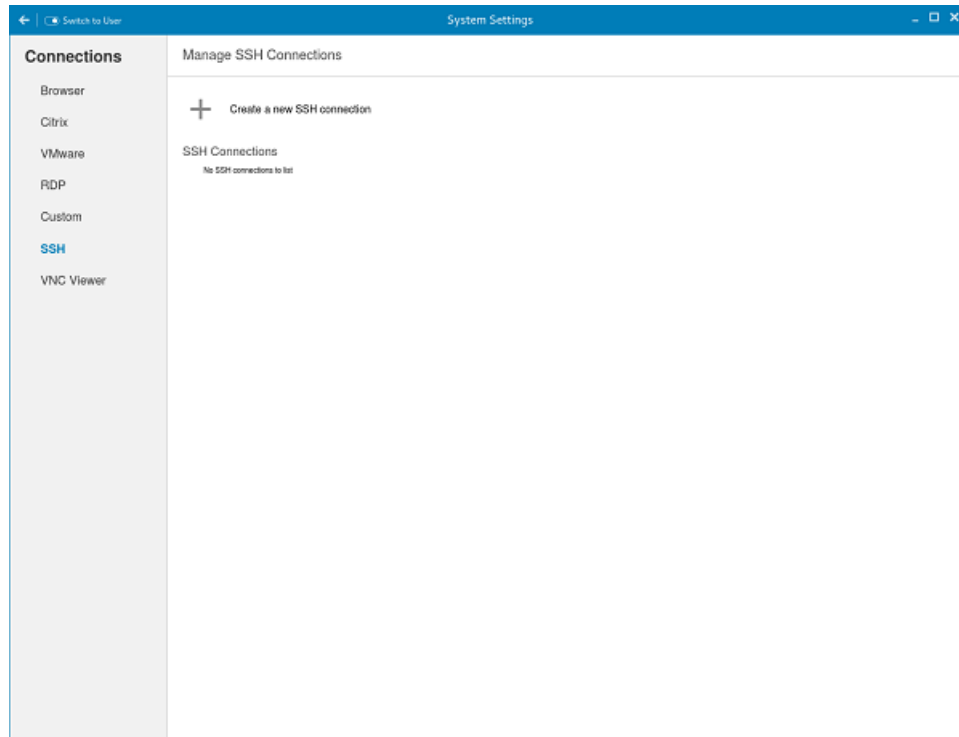 Switch to User
System Settings
Connections
Browser
Citrix
VMware
RDP
Custom
SSH
VNC Viewer
Manage SSH Connections
Create a new SSH connection
SSH Connections
No SSH connections to list